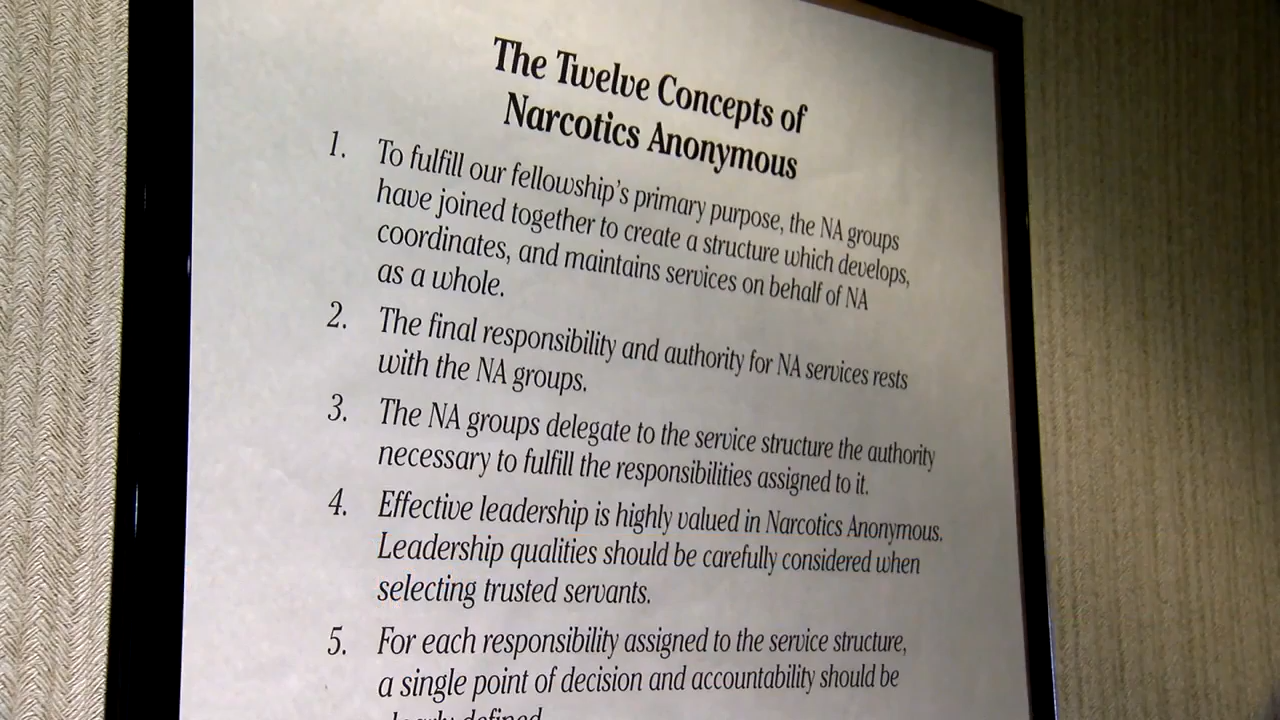 The Twelve Concepts of
Narcotics Anonymous
1. To fulfill our fellowship's primary purpose, the NA groups
have joined together to create a structure which develops,
coordinates, and maintains services on behalf of NA
as a whole.
2. The final responsibility and authority for NA services rests
with the NA groups.
3. The NA groups delegate to the service structure the authority
necessary to fulfill the responsibilities assigned to it.
4. Effective leadership is highly valued in Narcotics Anonymous.
Leadership qualities should be carefully considered when
selecting trusted servants.
5. For each responsibility assigned to the service structure,
a single point of decision and accountability should be
clearly defined.